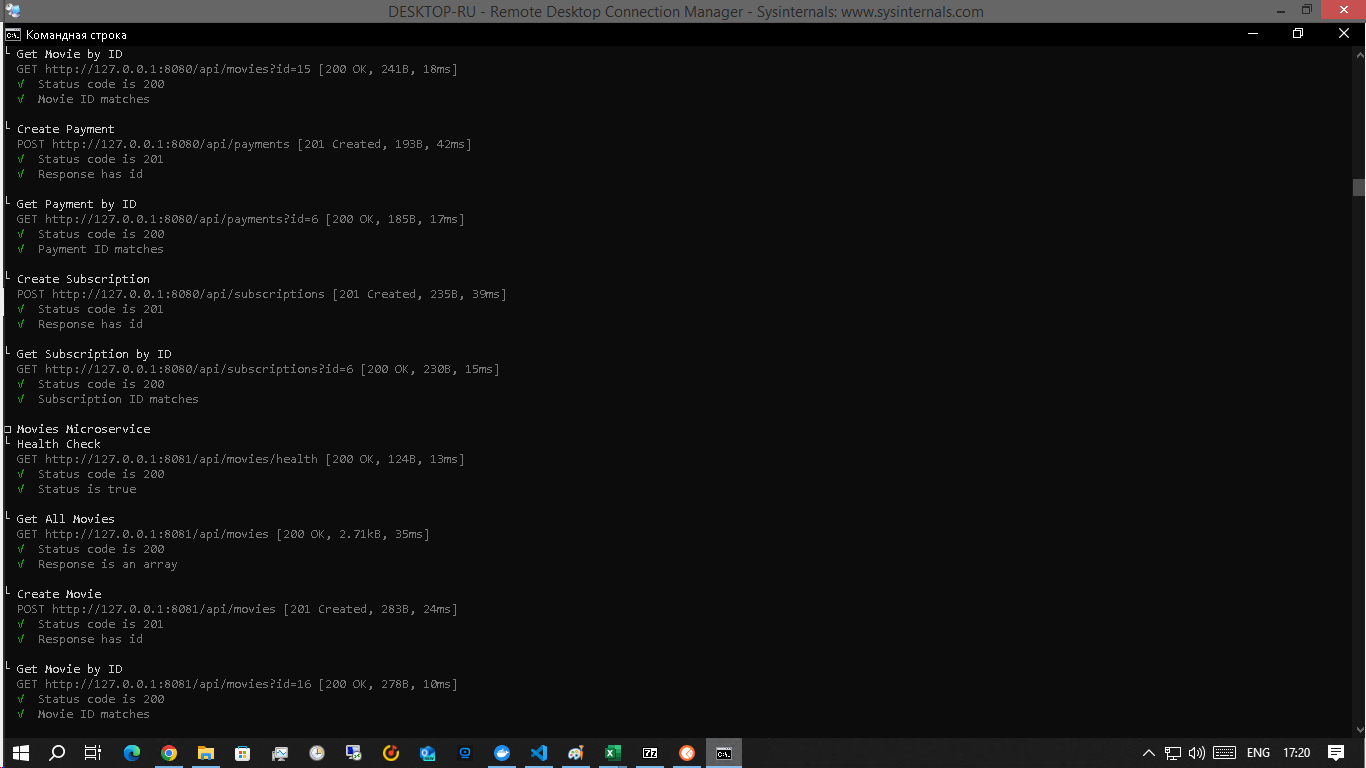 DESKTOP-RU - Remote Desktop Connection Manager - Sysinternals: www.sysinternals.com
Командная строка
└ Get Movie by ID
GET http://127.0.0.1:8080/api/movies?id=15 [200 OK, 241B, 18ms]
√ Status code is 200
√ Movie ID matches
└ Create Payment
POST http://127.0.0.1:8080/api/payments [201 Created, 193B, 42ms]
√ Status code is 201
√ Response has id
└ Get Payment by ID
GET http://127.0.0.1:8080/api/payments?id=6 [200 OK, 185B, 17ms]
√ Status code is 200
√ Payment ID matches
└ Create Subscription
POST http://127.0.0.1:8080/api/subscriptions [201 Created, 235B, 39ms]
√ Status code is 201
√ Response has id
└ Get Subscription by ID
GET http://127.0.0.1:8080/api/subscriptions?id=6 [200 OK, 230B, 15ms]
√ Status code is 200
√ Subscription ID matches
□ Movies Microservice
└ Health Check
GET http://127.0.0.1:8081/api/movies/health [200 OK, 124B, 13ms]
√ Status code is 200
√ Status is true
└ Get All Movies
GET http://127.0.0.1:8081/api/movies [200 OK, 2.71kB, 35ms]
√ Status code is 200
√ Response is an array
└ Create Movie
POST http://127.0.0.1:8081/api/movies [201 Created, 283B, 24ms]
√ Status code is 201
√ Response has id
└ Get Movie by ID
GET http://127.0.0.1:8081/api/movies?id=16 [200 OK, 278B, 10ms]
√ Status code is 200
√ Movie ID matches
ENG 17:20